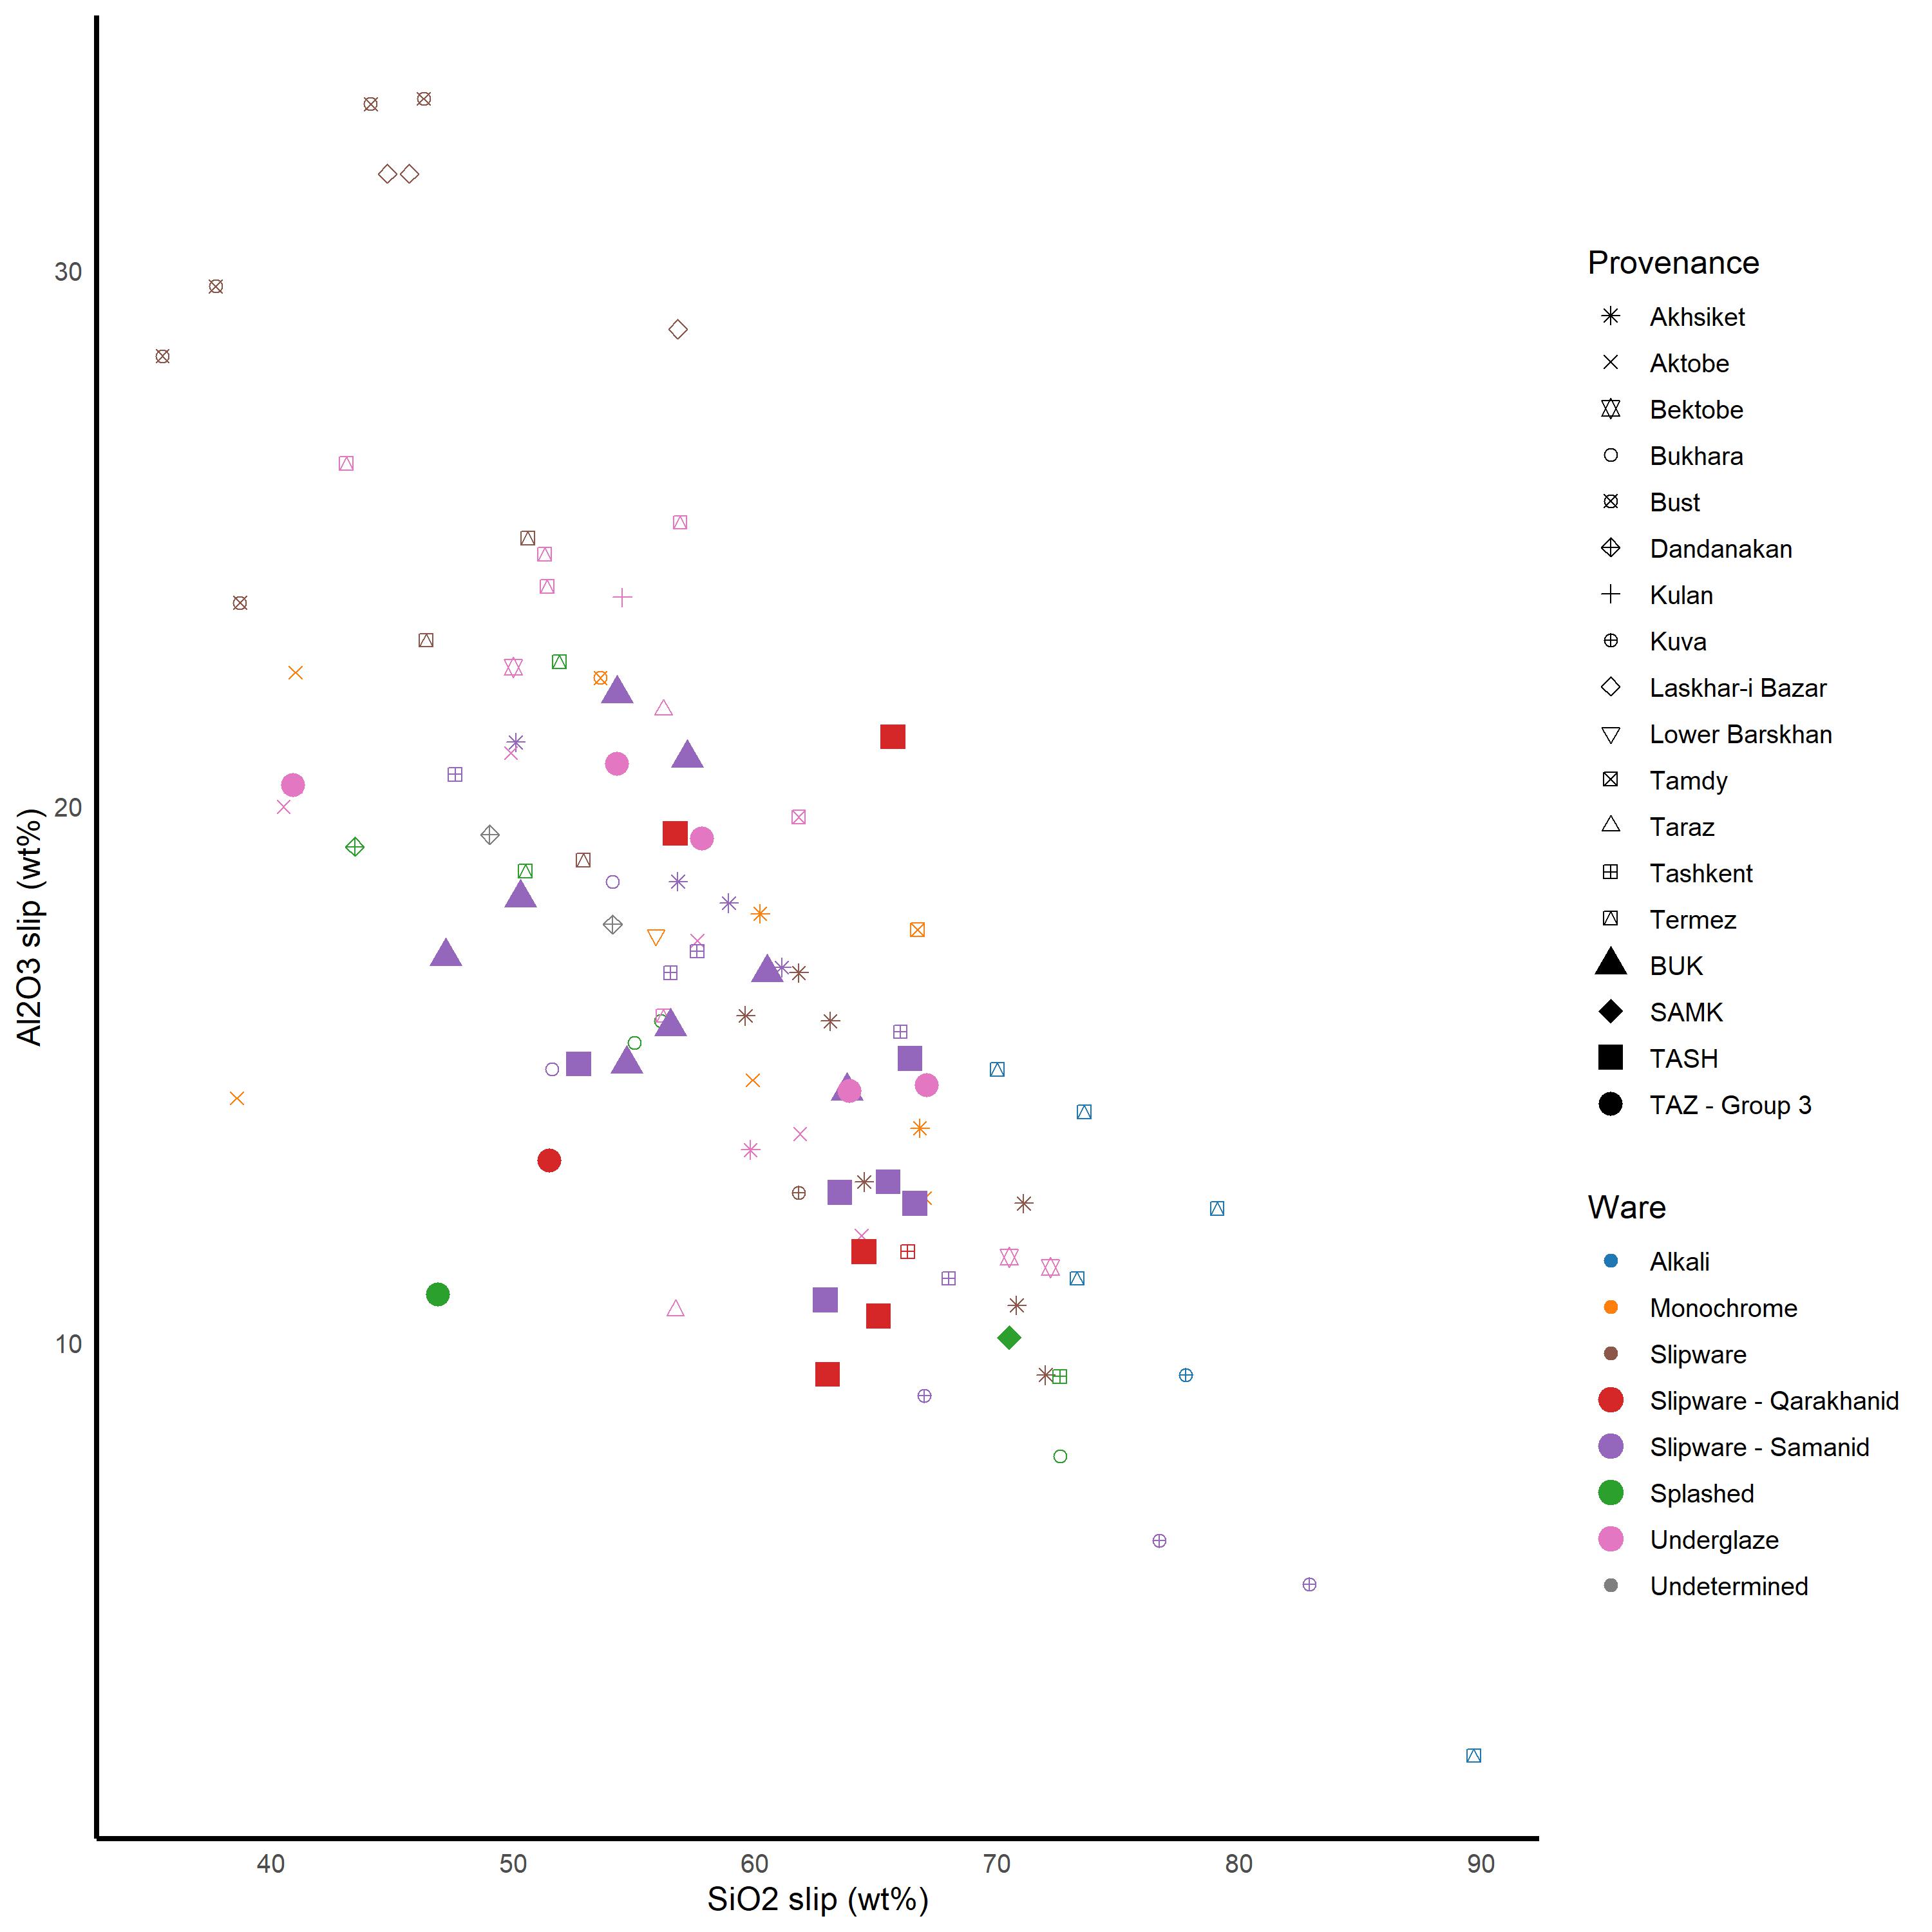 30
20
10
Al2O3 slip (wt%)
40 50 60 70 80 90
SiO2 slip (wt%)
Provenance
Akhsiket
Aktobe
Bektobe
Bukhara
Bust
Dandanakan
Kulan
Kuva
Laskhar-i Bazar
Lower Barskhan
Tamdy
Taraz
Tashkent
Termez
BUK
SAMK
TASH
TAZ - Group 3
Ware
Alkali
Monochrome
Slipware
Slipware - Qarakhanid
Slipware - Samanid
Splashed
Underglaze
Undetermined